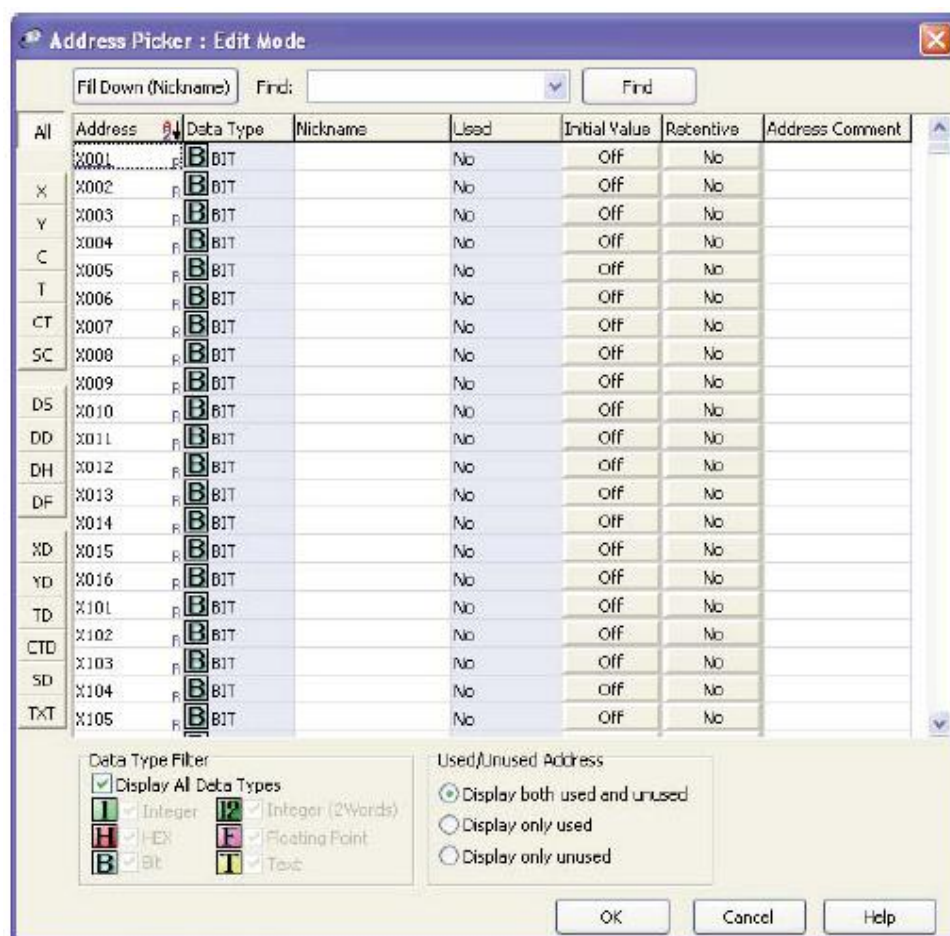 Address Picker : Edit Mode
Fill Down (Nickname) Find: Find
All Address Data Type Nickname Used Initial Value Retentive Address Comment
X001 R B BIT No Off No
X X002 R B BIT No Off No
Y X003 R B BIT No Off No
C X004 R B BIT No Off No
X005 R B BIT No Off No
T X006 R B BIT No Off No
CT X007 R B BIT No Off No
SC X008 R B BIT No Off No
X009 R B BIT No Off No
DS X010 R B BIT No Off No
DD X011 R B BIT No Off No
DH X012 R B BIT No Off No
DF X013 R B BIT No Off No
X014 R B BIT No Off No
XD X015 R B BIT No Off No
YD X016 R B BIT No Off No
TD X101 R B BIT No Off No
CTD X102 R B BIT No Off No
SD X103 R B BIT No Off No
X104 R B BIT No Off No
TXT X105 R B BIT No Off No
Data Type Filter
Display All Data Types
I Integer I2 Integer (2Words)
H HEX F Floating Point
B Bit T Text
Used/Unused Address
Display both used and unused
Display only used
Display only unused
OK Cancel Help